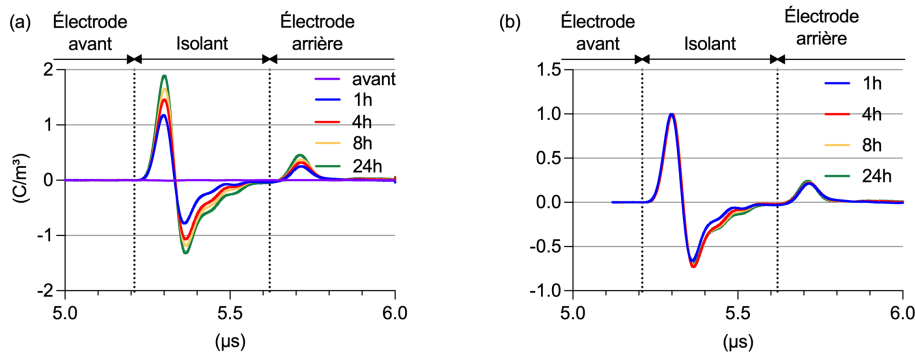 (a)
Électrode
avant
Isolant
Électrode
arrière
2
1
0
-1
-2
(C/m³)
avant
1h
4h
8h
24h
5.0
5.5
6.0
(µs)
(b)
Électrode
avant
Isolant
Électrode
arrière
1.5
1.0
0.5
0.0
-0.5
-1.0
1h
4h
8h
24h
5.0
5.5
6.0
(µs)